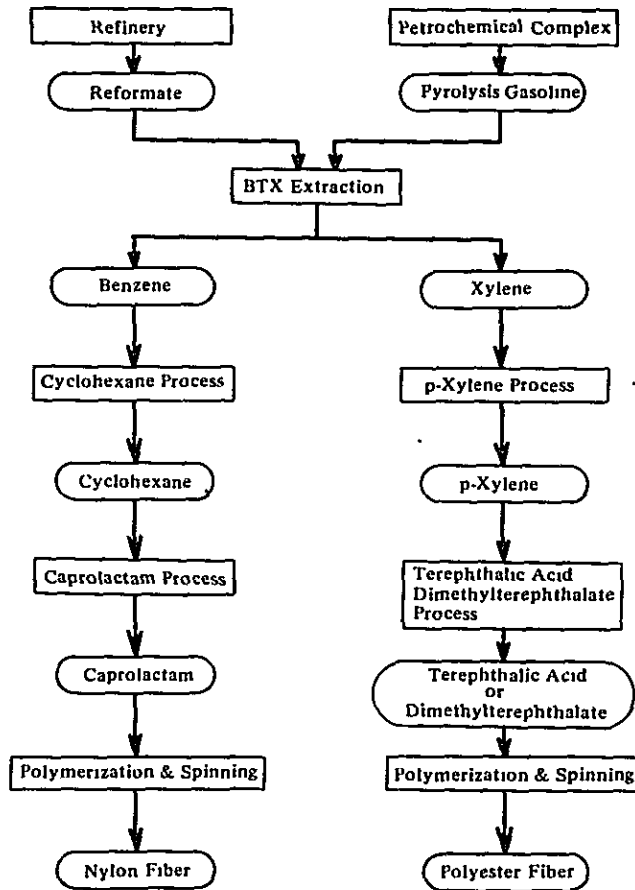 Refinery
Petrochemical Complex
Reformate
Pyrolysis Gasoline
BTX Extraction
Benzene
Xylene
Cyclohexane Process
p-Xylene Process
Cyclohexane
p-Xylene
Caprolactam Process
Terephthalic Acid
Dimethylterephthalate
Process
Caprolactam
Terephthalic Acid
or
Dimethylterephthalate
Polymerization & Spinning
Polymerization & Spinning
Nylon Fiber
Polyester Fiber